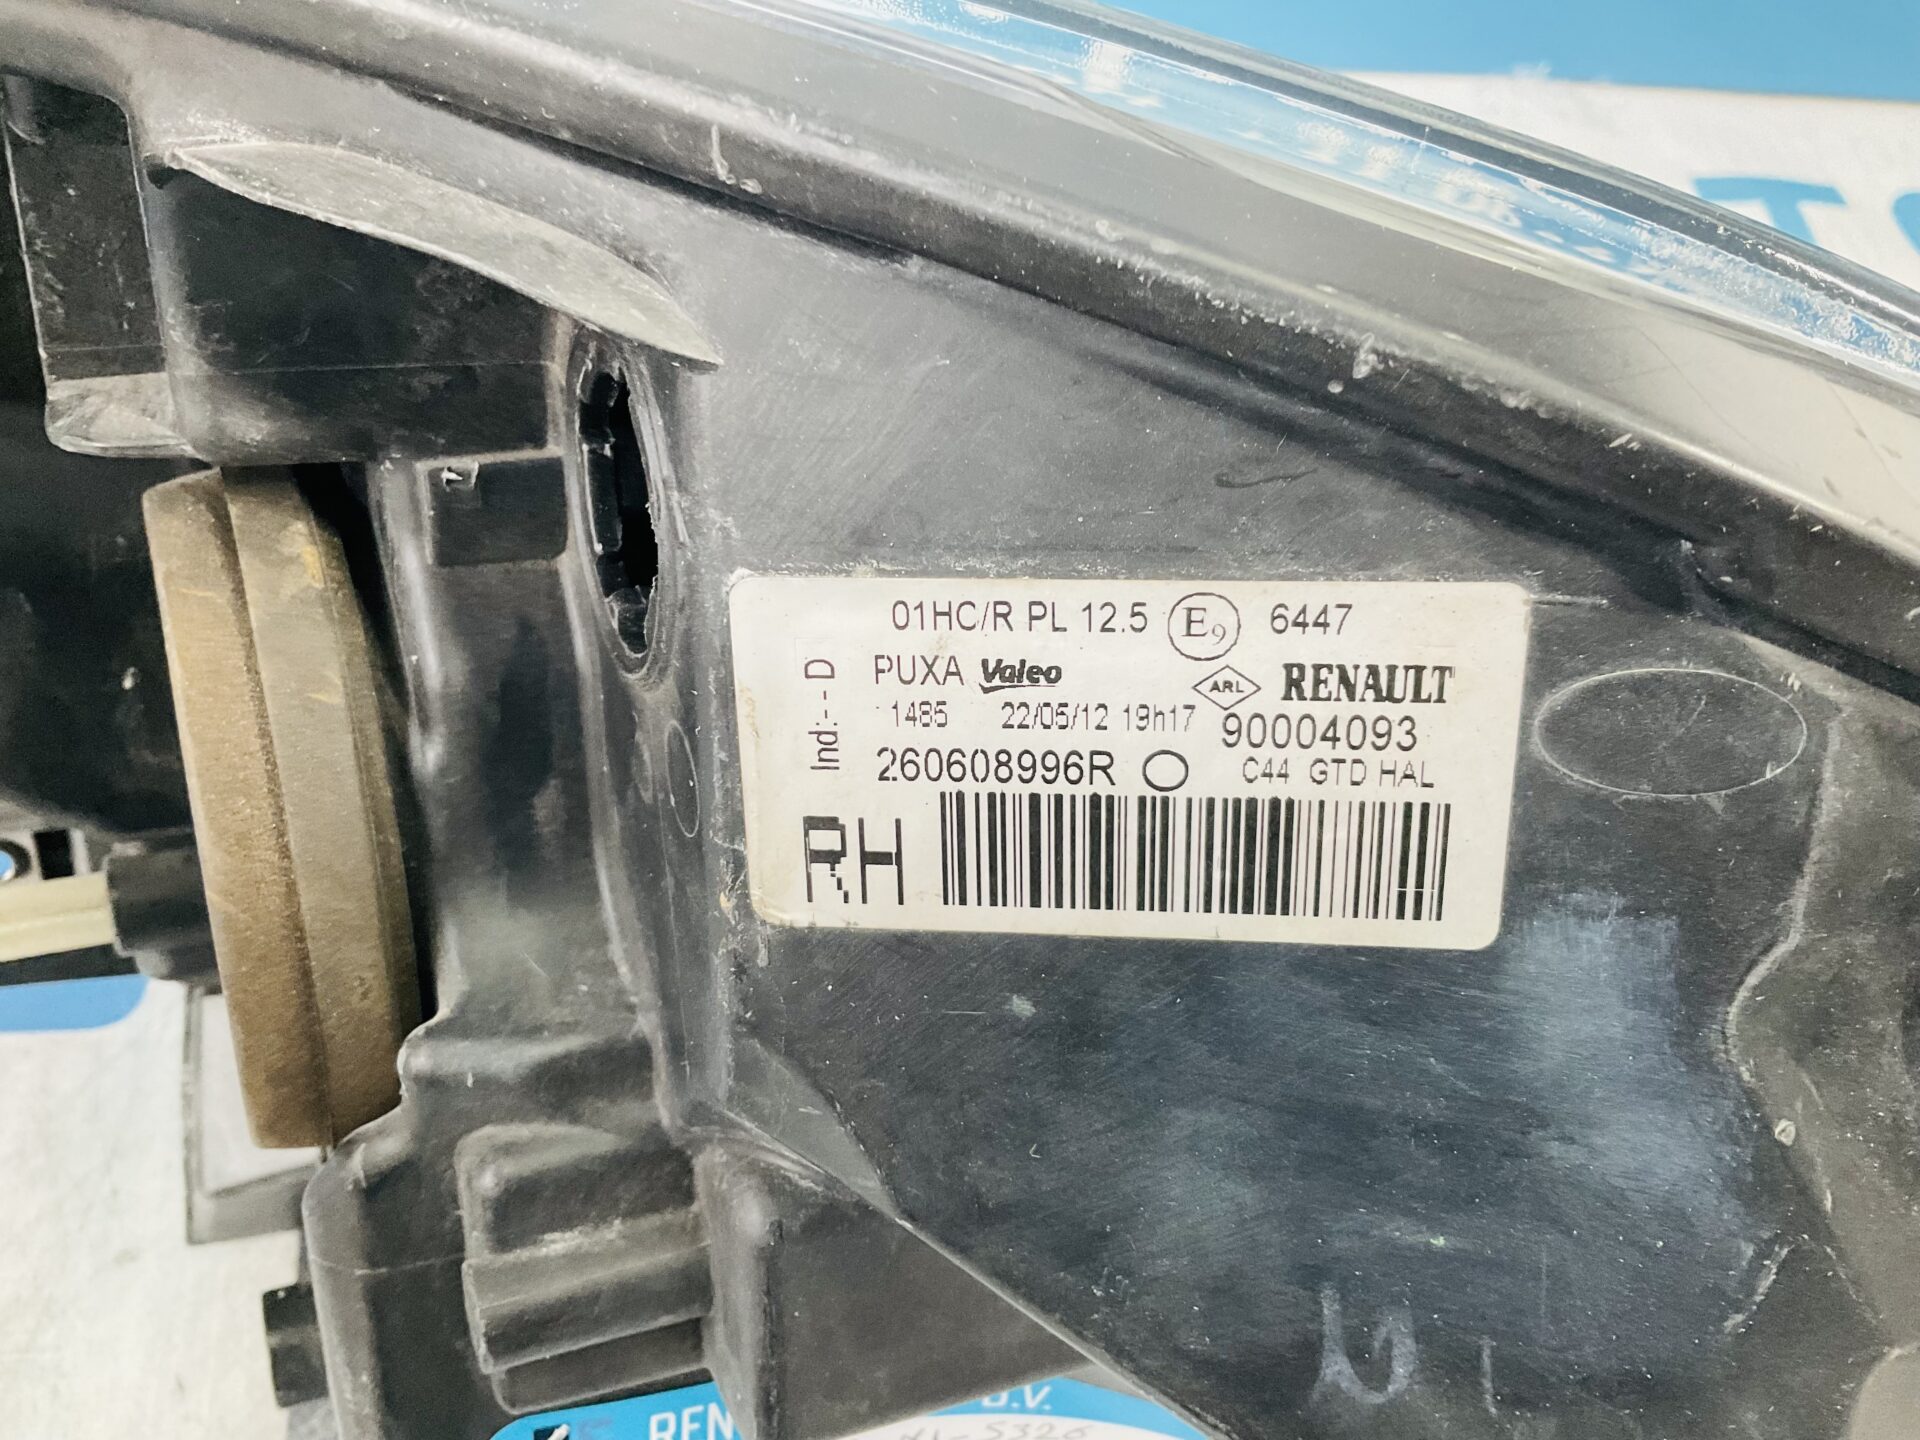 01HC/R PL 12.5 E9 6447
Ind:-D PUXA Valeo ARL RENAULT
1485 22/05/12 19h17 90004093
260608996R C44 GTD HAL
RH
REN